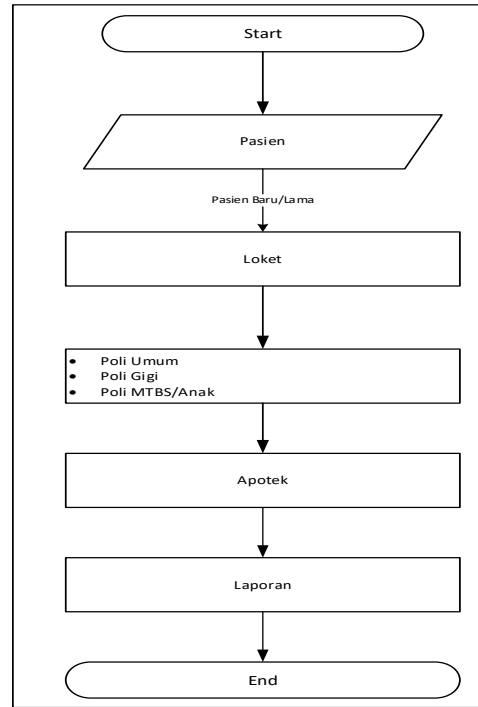 Start
Pasien
Pasien Baru/Lama
Loket
• Poli Umum
• Poli Gigi
• Poli MTBS/Anak
Apotek
Laporan
End